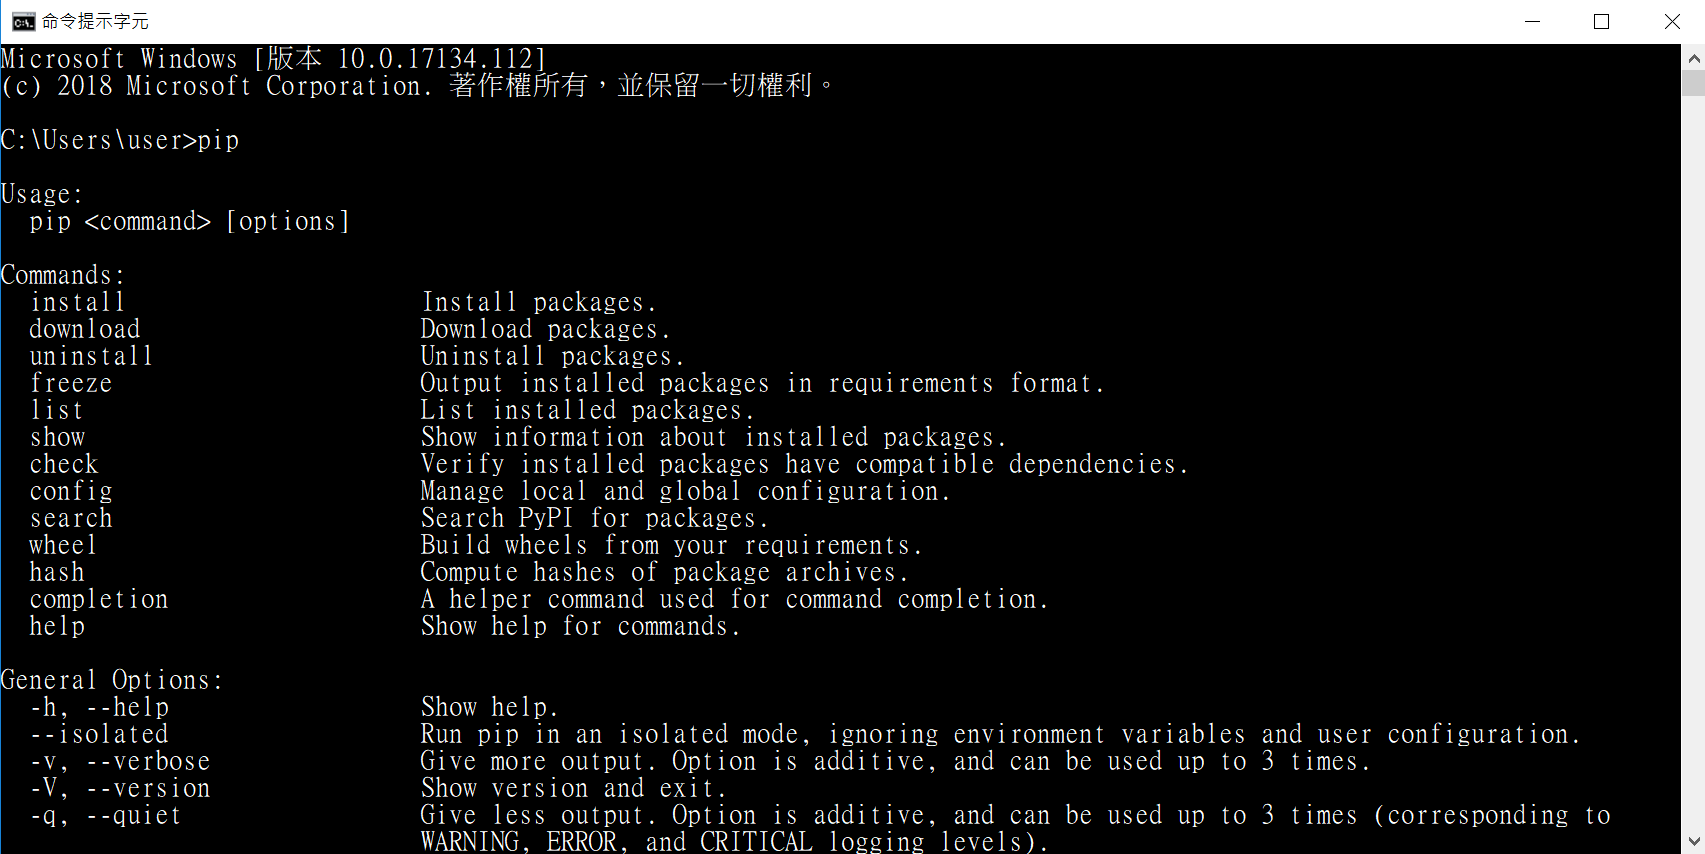 命令提示字元
Microsoft Windows [版本 10.0.17134.112]
(c) 2018 Microsoft Corporation. 著作權所有，並保留一切權利。
C:\Users\user>pip
Usage:
  pip <command> [options]
Commands:
  install                     Install packages.
  download                    Download packages.
  uninstall                   Uninstall packages.
  freeze                      Output installed packages in requirements format.
  list                        List installed packages.
  show                        Show information about installed packages.
  check                       Verify installed packages have compatible dependencies.
  config                      Manage local and global configuration.
  search                      Search PyPI for packages.
  wheel                       Build wheels from your requirements.
  hash                        Compute hashes of package archives.
  completion                  A helper command used for command completion.
  help                        Show help for commands.
General Options:
  -h, --help                  Show help.
  --isolated                  Run pip in an isolated mode, ignoring environment variables and user configuration.
  -v, --verbose               Give more output. Option is additive, and can be used up to 3 times.
  -V, --version               Show version and exit.
  -q, --quiet                 Give less output. Option is additive, and can be used up to 3 times (corresponding to
                              WARNING, ERROR, and CRITICAL logging levels).